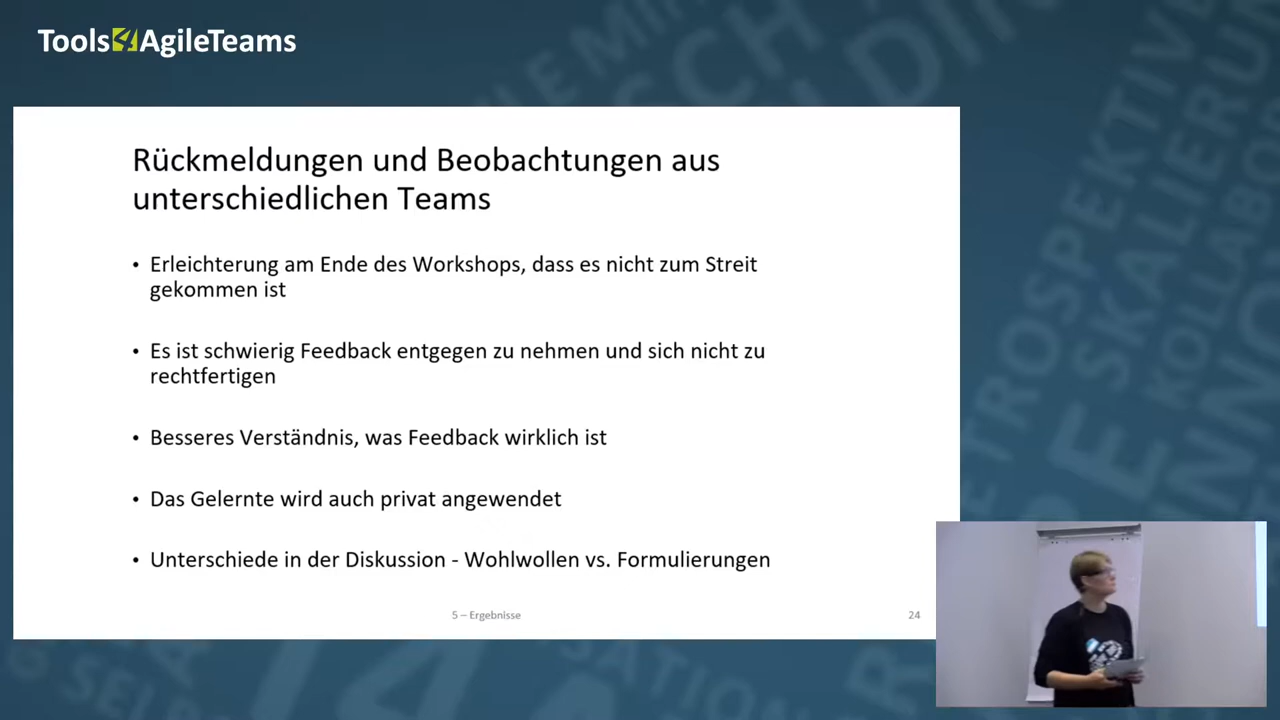 Tools4AgileTeams
Rückmeldungen und Beobachtungen aus
unterschiedlichen Teams
• Erleichterung am Ende des Workshops, dass es nicht zum Streit
gekommen ist
• Es ist schwierig Feedback entgegen zu nehmen und sich nicht zu
rechtfertigen
• Besseres Verständnis, was Feedback wirklich ist
• Das Gelernte wird auch privat angewendet
• Unterschiede in der Diskussion - Wohlwollen vs. Formulierungen
5 – Ergebnisse
24